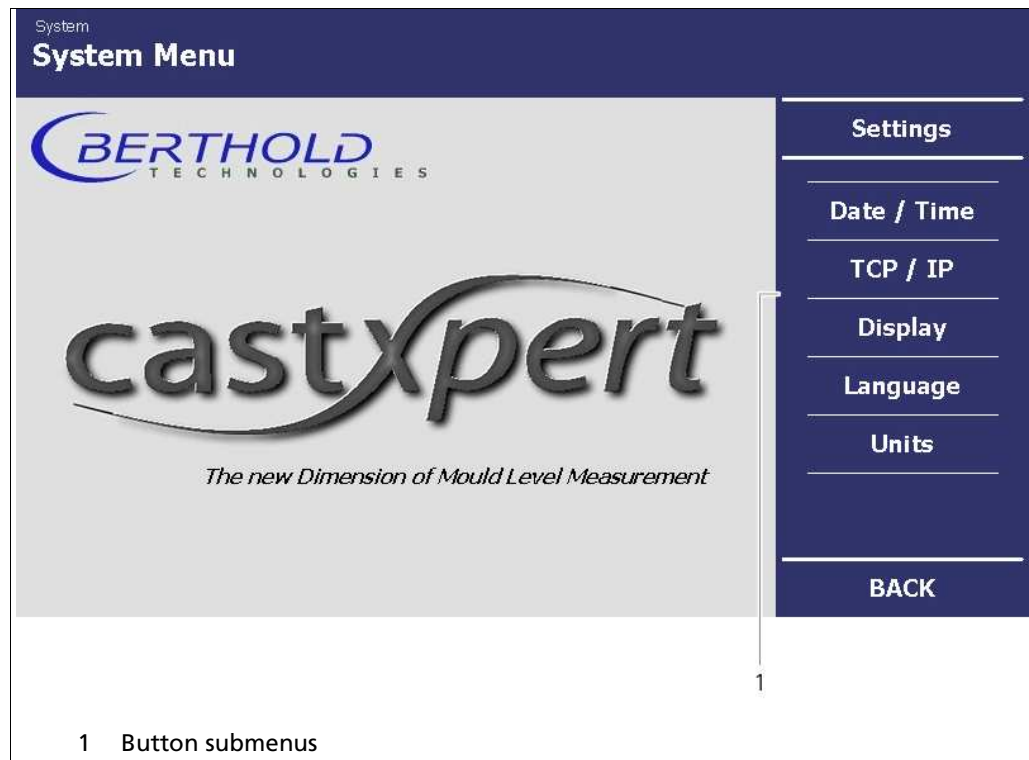 System
System Menu
BERTHOLD
TECHNOLOGIES
castxpert
The new Dimension of Mould Level Measurement
Settings
Date / Time
TCP / IP
Display
Language
Units
BACK
1
1 Button submenus